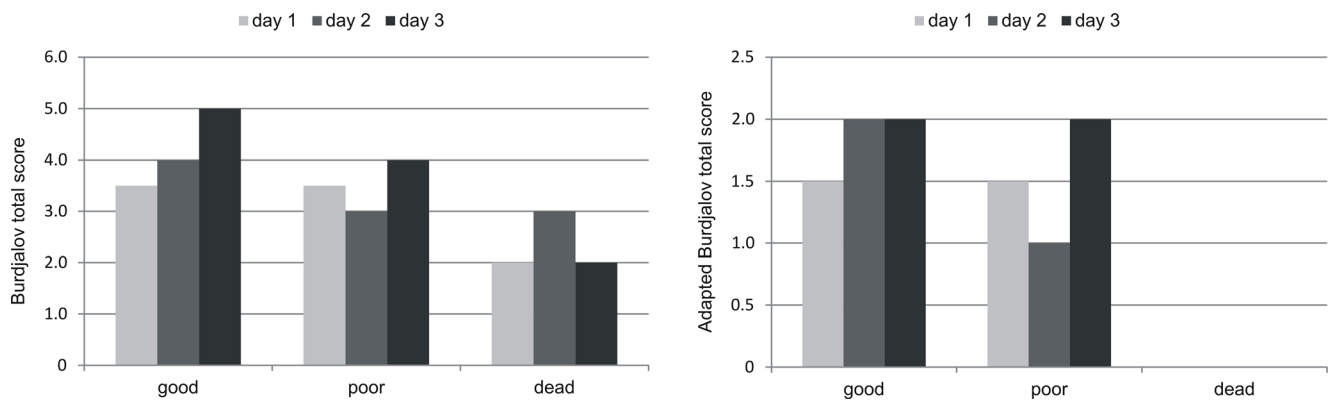 day 1 day 2 day 3
Burdjalov total score
6.0
5.0
4.0
3.0
2.0
1.0
0
good poor dead
day 1 day 2 day 3
Adapted Burdjalov total score
2.5
2.0
1.5
1.0
0.5
0
good poor dead